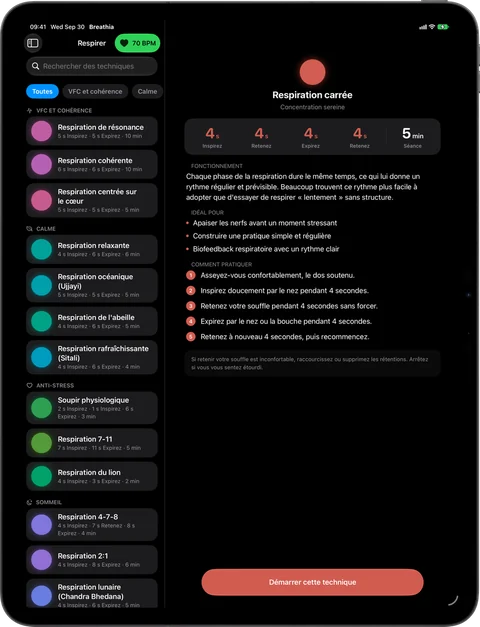 09:41 Wed Sep 30 Breathia
Respirer
70 BPM
Rechercher des techniques
Toutes
VFC et cohérence
Calme
VFC ET COHÉRENCE
Respiration de résonance
5 s Inspirez · 5 s Expirez · 10 min
Respiration cohérente
6 s Inspirez · 6 s Expirez · 10 min
Respiration centrée sur
le cœur
5 s Inspirez · 5 s Expirez · 5 min
CALME
Respiration relaxante
4 s Inspirez · 6 s Expirez · 6 min
Respiration océanique
(Ujjayi)
5 s Inspirez · 5 s Expirez · 5 min
Respiration de l'abeille
4 s Inspirez · 6 s Expirez · 5 min
Respiration rafraîchissante
(Sitali)
4 s Inspirez · 6 s Expirez · 4 min
ANTI-STRESS
Soupir physiologique
2 s Inspirez · 1 s Inspirez · 6 s
Expirez · 3 min
Respiration 7-11
7 s Inspirez · 11 s Expirez · 5 min
Respiration du lion
4 s Inspirez · 3 s Expirez · 2 min
SOMMEIL
Respiration 4-7-8
4 s Inspirez · 7 s Retenez · 8 s
Expirez · 4 min
Respiration 2:1
4 s Inspirez · 8 s Expirez · 6 min
Respiration lunaire
(Chandra Bhedana)
4 s Inspirez · 6 s Expirez · 5 min
Respiration carrée
Concentration sereine
4 s
4 s
4 s
4 s
5 min
Inspirez
Retenez
Expirez
Retenez
Séance
FONCTIONNEMENT
Chaque phase de la respiration dure le même temps, ce qui lui donne un
rythme régulier et prévisible. Beaucoup trouvent ce rythme plus facile à
adopter que d'essayer de respirer « lentement » sans structure.
IDÉAL POUR
• Apaiser les nerfs avant un moment stressant
• Construire une pratique simple et régulière
• Biofeedback respiratoire avec un rythme clair
COMMENT PRATIQUER
1 Asseyez-vous confortablement, le dos soutenu.
2 Inspirez doucement par le nez pendant 4 secondes.
3 Retenez votre souffle pendant 4 secondes sans forcer.
4 Expirez par le nez ou la bouche pendant 4 secondes.
5 Retenez à nouveau 4 secondes, puis recommencez.
Si retenir votre souffle est inconfortable, raccourcissez ou supprimez les rétentions. Arrêtez
si vous vous sentez étourdi.
Démarrer cette technique